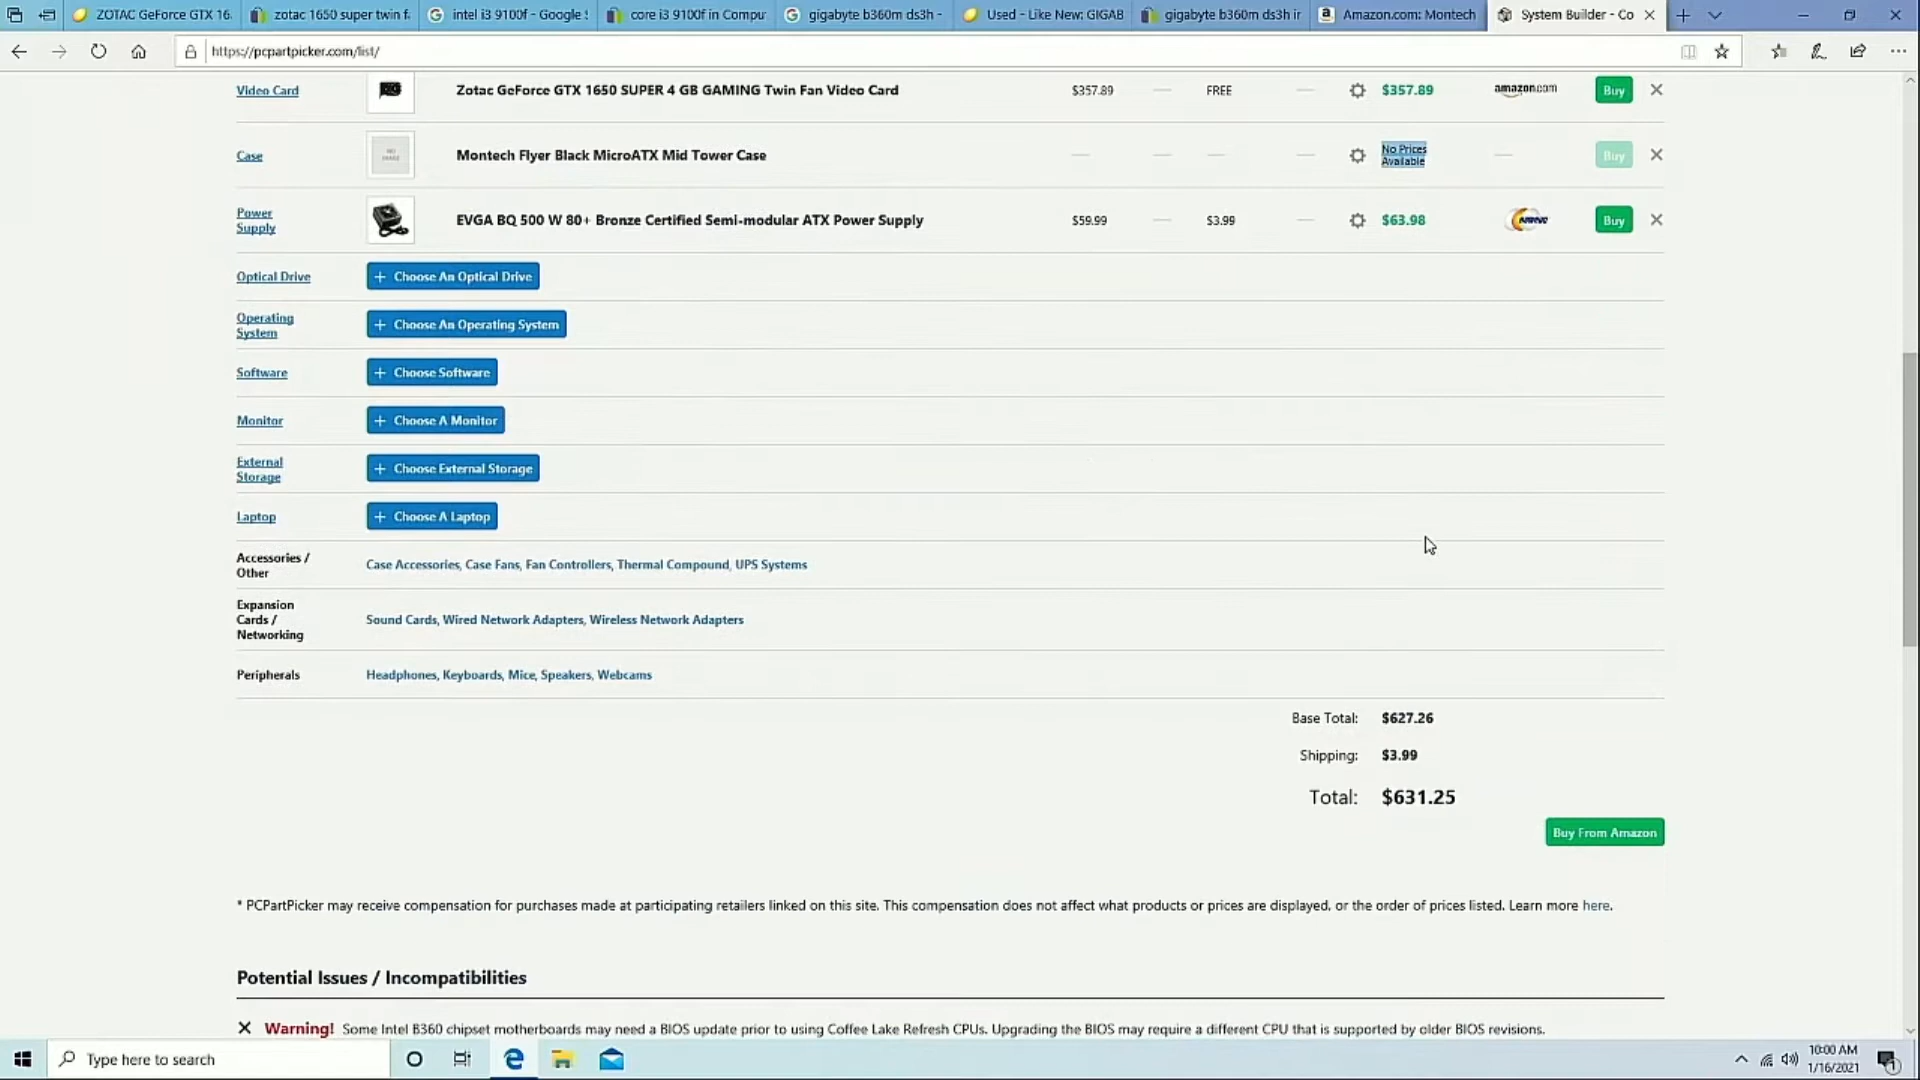 ZOTAC GeForce GTX 16
zotac 1650 super twin f
intel i3 9100f - Google S
core i3 9100f in Compu
gigabyte b360m ds3h -
Used - Like New: GIGAB
gigabyte b360m ds3h in
Amazon.com: Montech
System Builder - Co
https://pcpartpicker.com/list/
Video Card
Zotac GeForce GTX 1650 SUPER 4 GB GAMING Twin Fan Video Card
$357.89
FREE
$357.89
amazon.com
Buy
Case
NO IMAGE
Montech Flyer Black MicroATX Mid Tower Case
No Prices
Available
Buy
Power
Supply
EVGA BQ 500 W 80+ Bronze Certified Semi-modular ATX Power Supply
$59.99
$3.99
$63.98
newegg
Buy
Optical Drive
+ Choose An Optical Drive
Operating
System
+ Choose An Operating System
Software
+ Choose Software
Monitor
+ Choose A Monitor
External
Storage
+ Choose External Storage
Laptop
+ Choose A Laptop
Accessories /
Other
Case Accessories, Case Fans, Fan Controllers, Thermal Compound, UPS Systems
Expansion
Cards /
Networking
Sound Cards, Wired Network Adapters, Wireless Network Adapters
Peripherals
Headphones, Keyboards, Mice, Speakers, Webcams
Base Total: $627.26
Shipping: $3.99
Total: $631.25
Buy From Amazon
* PCPartPicker may receive compensation for purchases made at participating retailers linked on this site. This compensation does not affect what products or prices are displayed, or the order of prices listed. Learn more here.
Potential Issues / Incompatibilities
Warning! Some Intel B360 chipset motherboards may need a BIOS update prior to using Coffee Lake Refresh CPUs. Upgrading the BIOS may require a different CPU that is supported by older BIOS revisions.
Type here to search
10:00 AM
1/16/2021
1